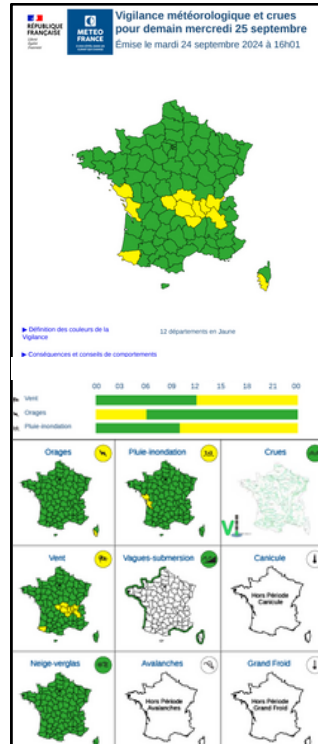 Vigilance météorologique et crues
pour demain mercredi 25 septembre
Émise le mardi 24 septembre 2024 à 16h01
RÉPUBLIQUE
FRANÇAISE
Liberté
Égalité
Fraternité
METEO
FRANCE
▶ Définition des couleurs de la
Vigilance
12 départements en Jaune
▶ Conséquences et conseils de comportements
00 03 06 09 12 15 18 21 00
Vent
Orages
Pluie-inondation
Orages
Pluie-inondation
Crues
Vent
Vagues-submersion
Canicule
Hors Période
Canicule
Neige-verglas
Avalanches
Hors Période
Avalanches
Grand Froid
Hors Période
Grand Froid